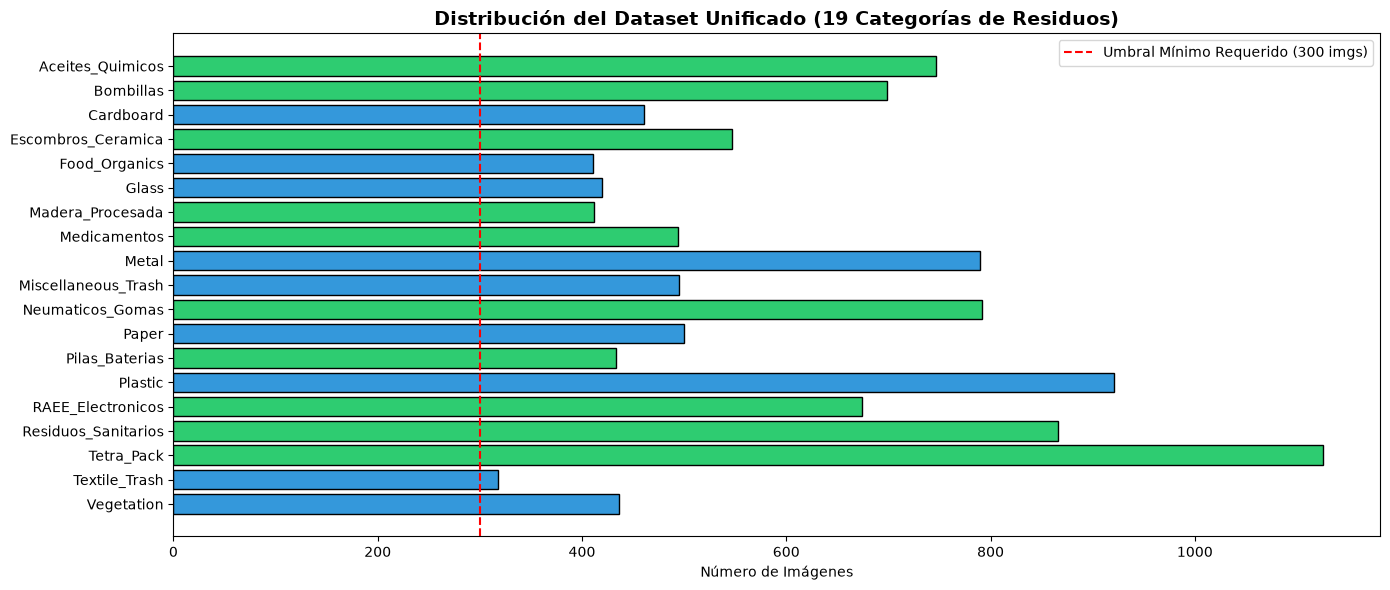 Distribución del Dataset Unificado (19 Categorías de Residuos)
Umbral Mínimo Requerido (300 imgs)
Aceites_Quimicos
Bombillas
Cardboard
Escombros_Ceramica
Food_Organics
Glass
Madera_Procesada
Medicamentos
Metal
Miscellaneous_Trash
Neumaticos_Gomas
Paper
Pilas_Baterias
Plastic
RAEE_Electronicos
Residuos_Sanitarios
Tetra_Pack
Textile_Trash
Vegetation
0 200 400 600 800 1000
Número de Imágenes